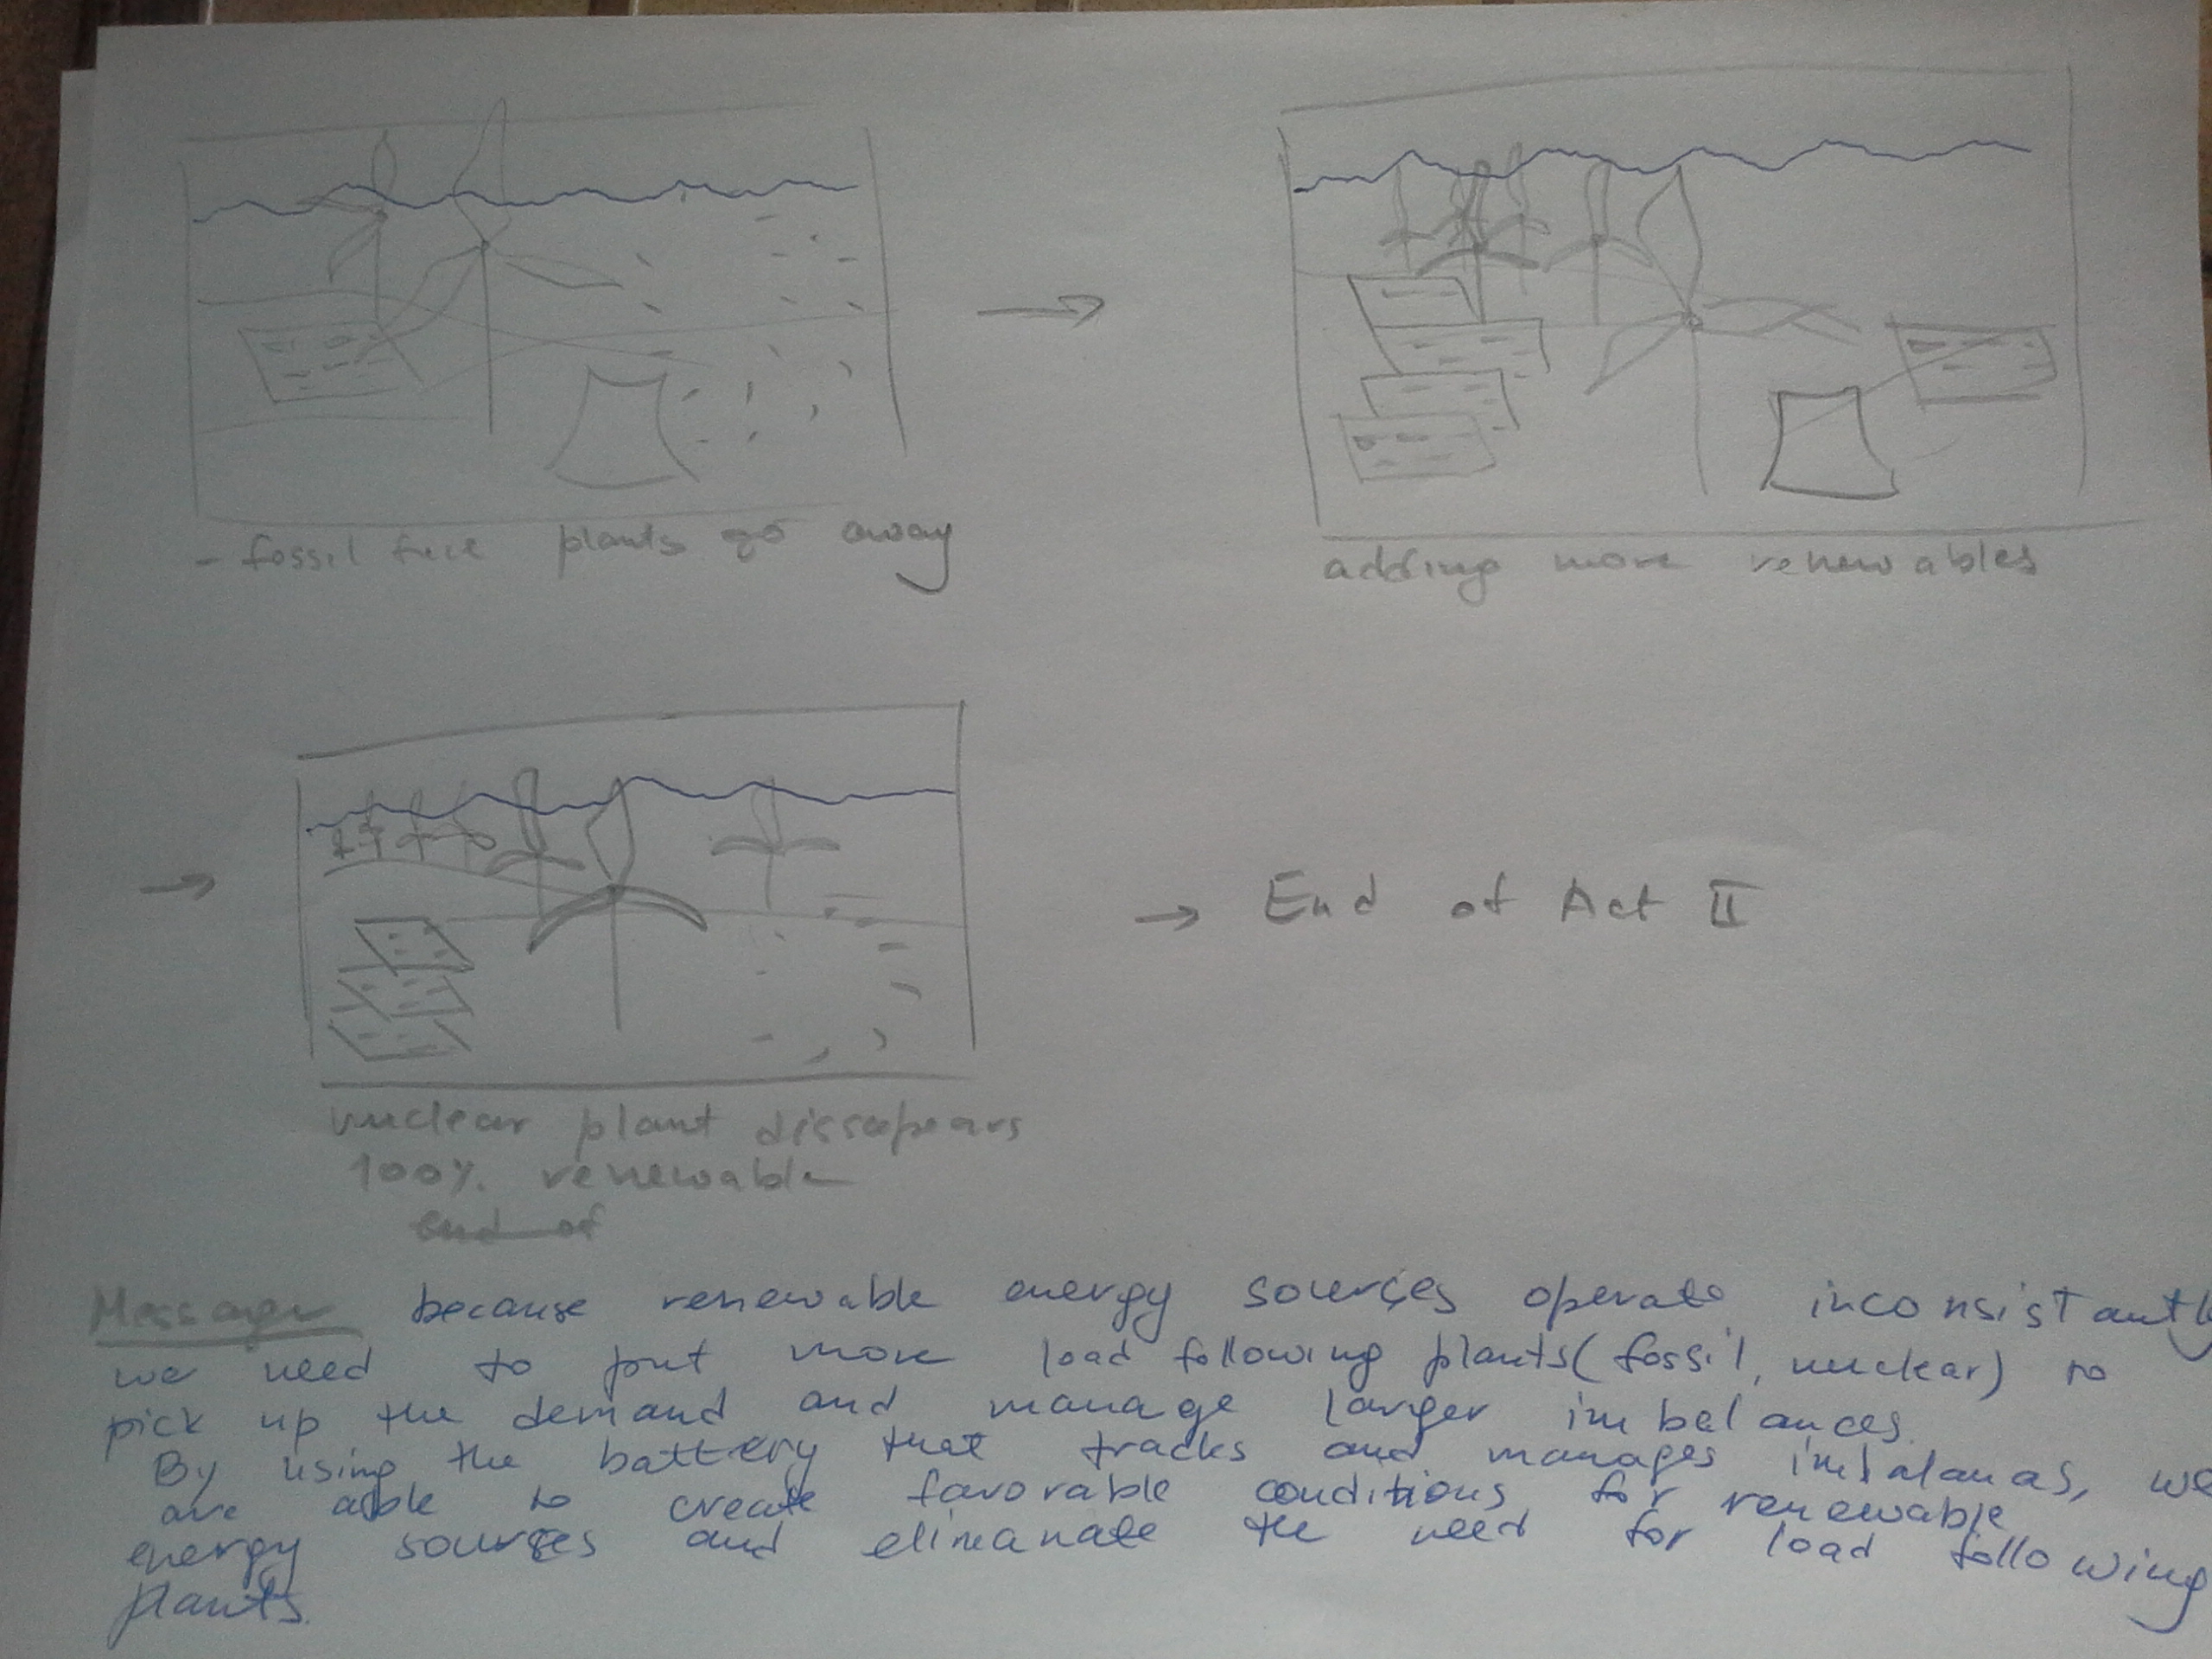 - fossil fuel plants go away
adding more renewables
nuclear plant dissapears
100% renewable
end of
→ End of Act II
Message because renewable energy sources operate inconsistantly
we need to put more load following plants (fossil, nuclear) to
pick up the demand and manage larger imbalances.
By using the battery that tracks and manages imbalances, we
are able to create favorable conditions for renewable
energy sources and elimanate the need for load following
plants.